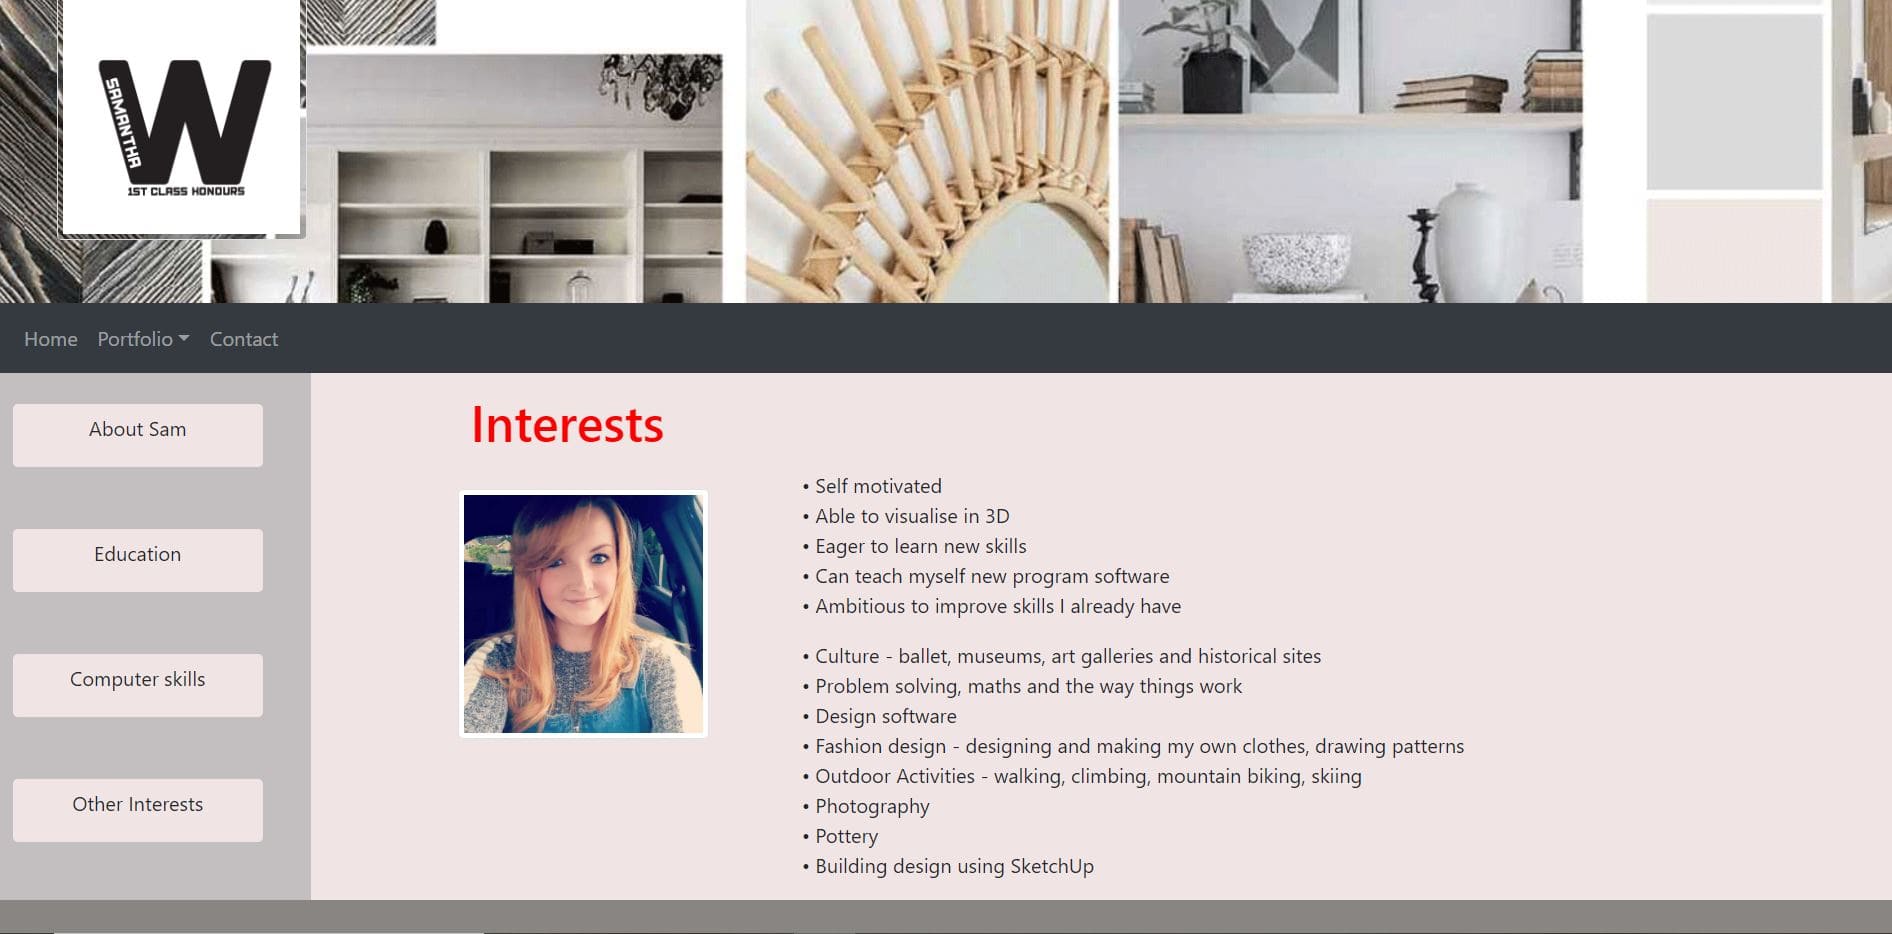 SAMANTHA
W
1ST CLASS HONOURS
Home Portfolio Contact
About Sam
Education
Computer skills
Other Interests
Interests
• Self motivated
• Able to visualise in 3D
• Eager to learn new skills
• Can teach myself new program software
• Ambitious to improve skills I already have
• Culture - ballet, museums, art galleries and historical sites
• Problem solving, maths and the way things work
• Design software
• Fashion design - designing and making my own clothes, drawing patterns
• Outdoor Activities - walking, climbing, mountain biking, skiing
• Photography
• Pottery
• Building design using SketchUp